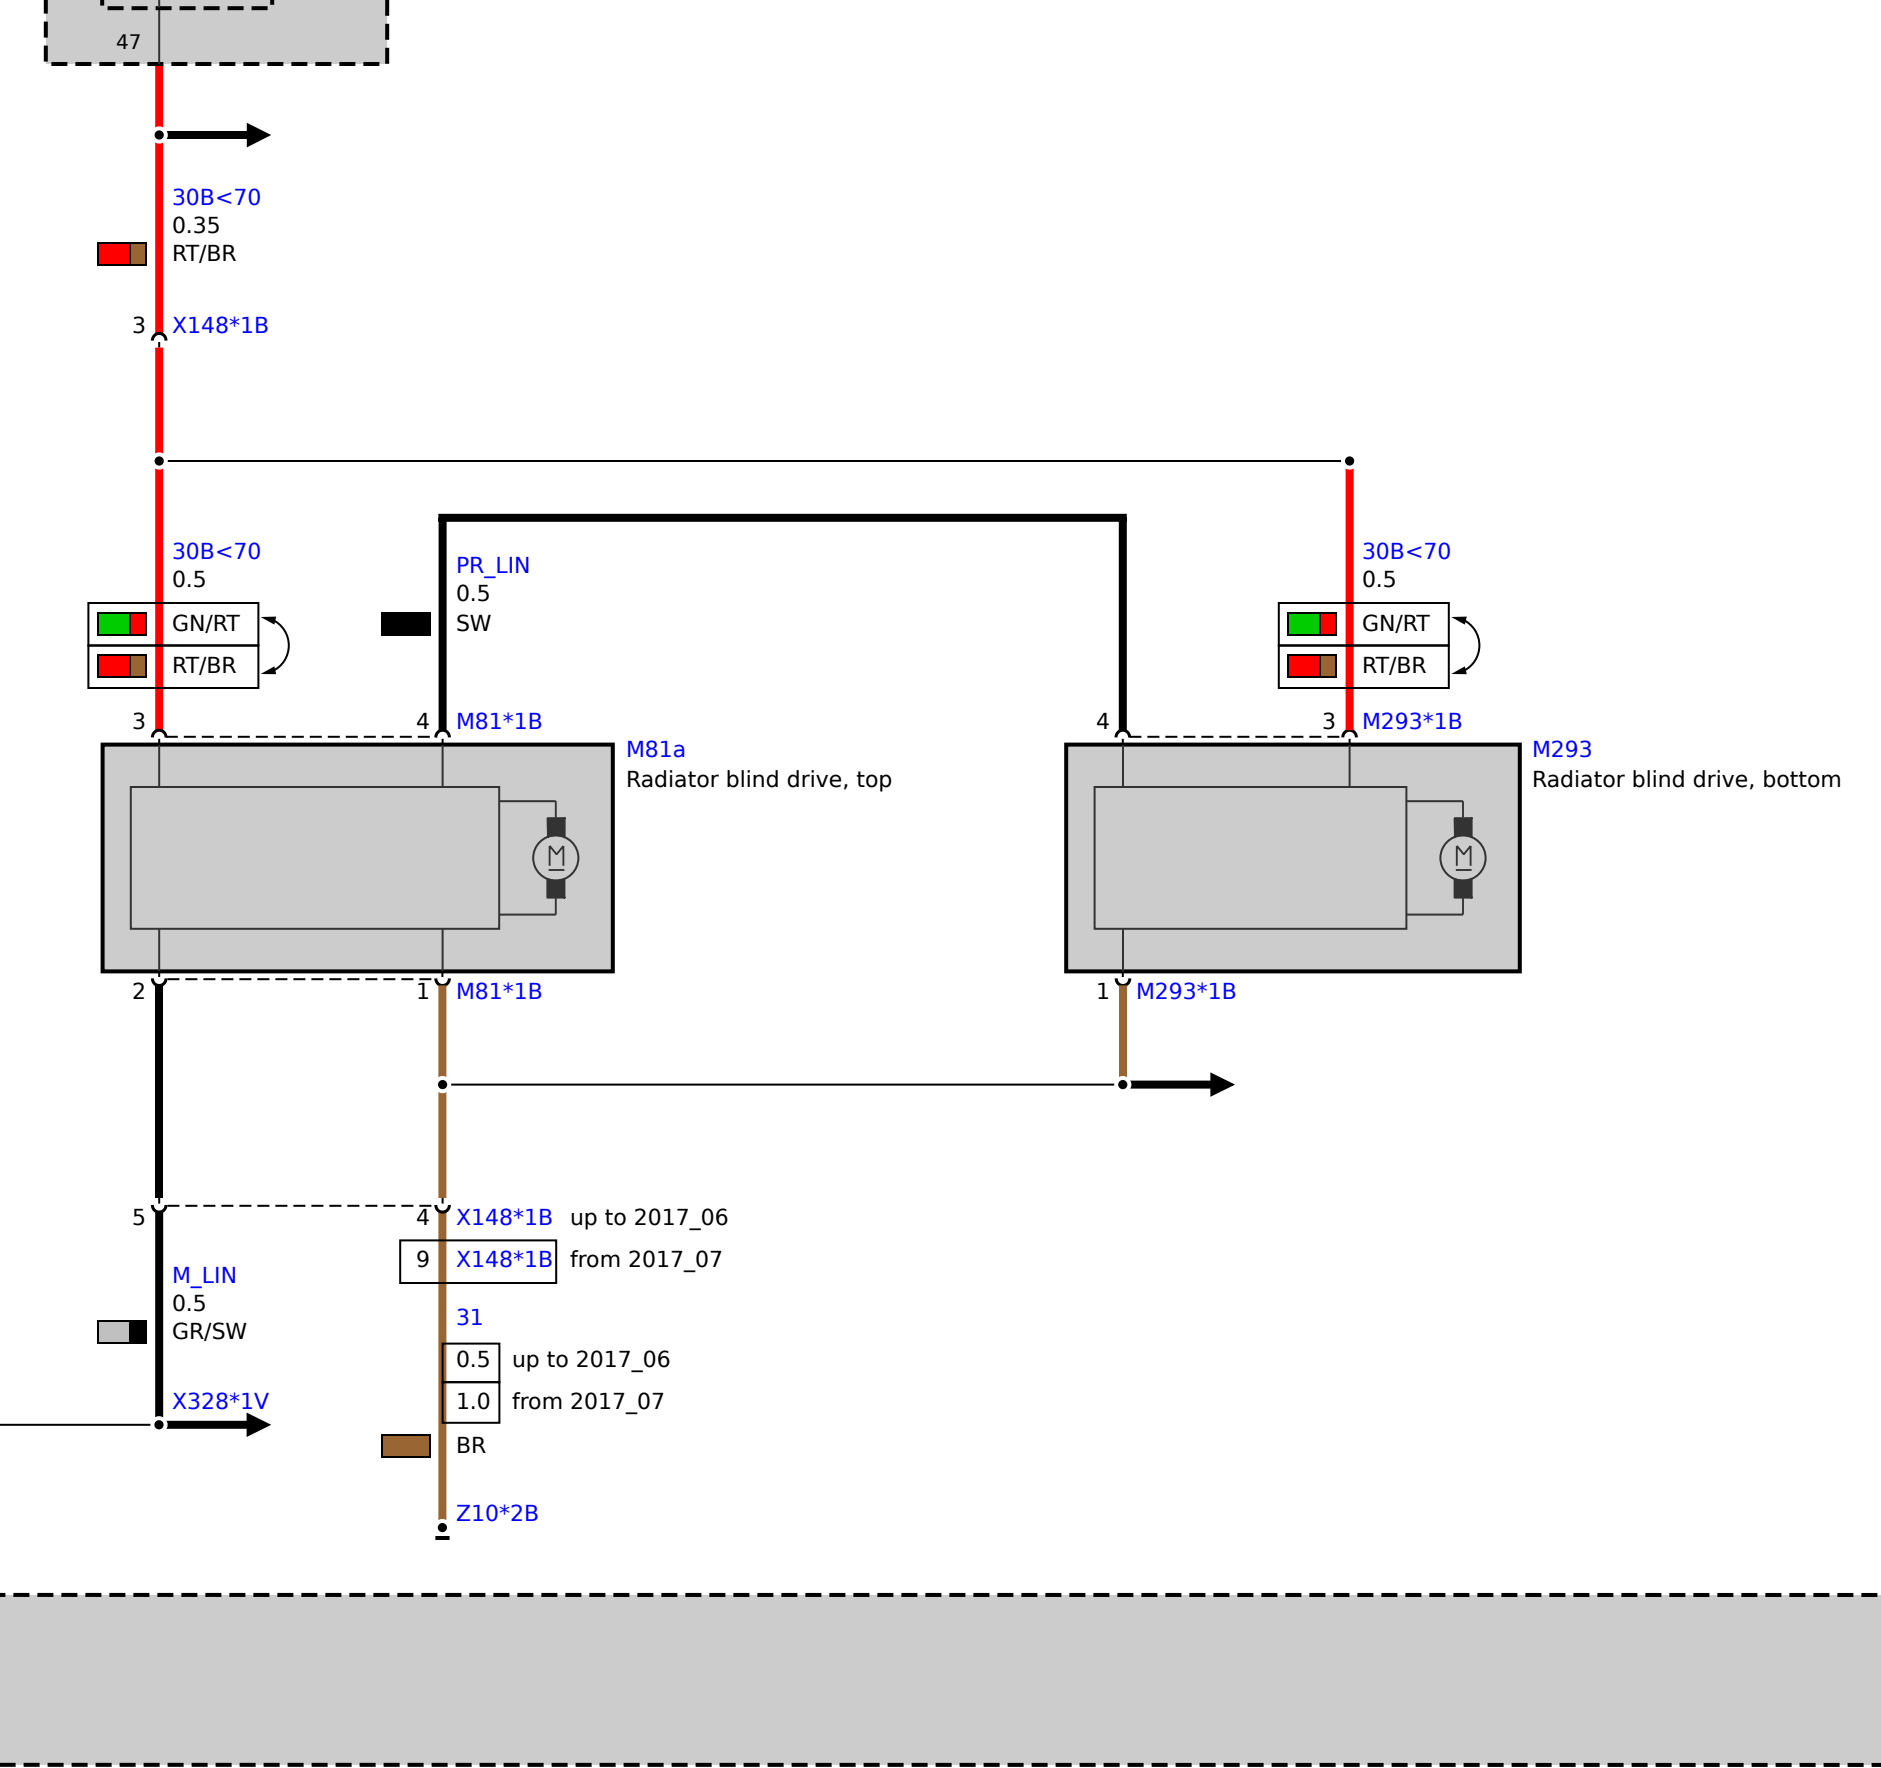 47
30B<70
0.35
RT/BR
3 X148*1B
30B<70
0.5
GN/RT
RT/BR
PR_LIN
0.5
SW
30B<70
0.5
GN/RT
RT/BR
3 4 M81*1B
4 3 M293*1B
M81a
Radiator blind drive, top
M
M293
Radiator blind drive, bottom
M
2 1 M81*1B
1 M293*1B
5 4 X148*1B up to 2017_06
9 X148*1B from 2017_07
M_LIN
0.5
GR/SW
X328*1V
31
0.5 up to 2017_06
1.0 from 2017_07
BR
Z10*2B